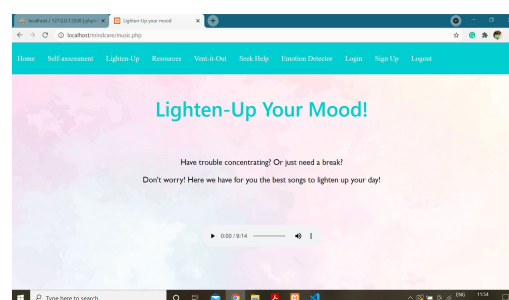 localhost / 127.0.0.1:3308 | php
Lighten-Up your mood
localhost/mindcare/music.php
Home Self-assessment Lighten-Up Resources Vent-it-Out Seek Help Emotion Detector Login Sign Up Logout
Lighten-Up Your Mood!
Have trouble concentrating? Or just need a break?
Don't worry! Here we have for you the best songs to lighten up your day!
0:00 / 9:14
Type here to search
ENG
11:54